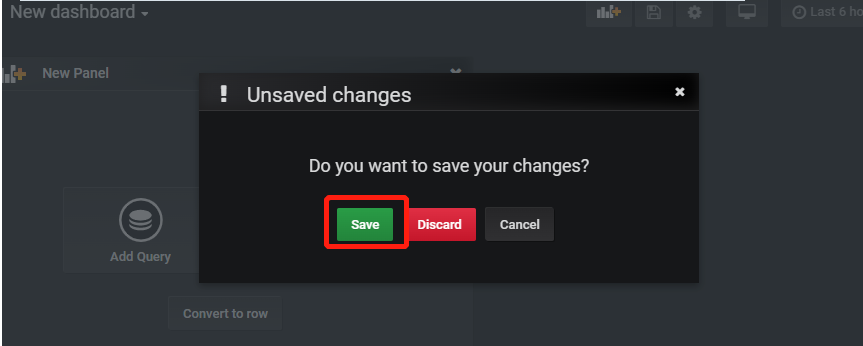 New dashboard
Last 6 ho
New Panel
Unsaved changes
Do you want to save your changes?
Save Discard Cancel
Add Query
Convert to row